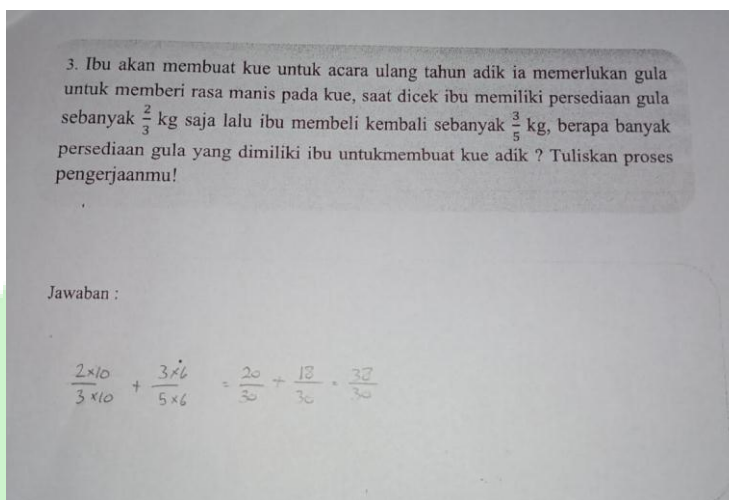 3. Ibu akan membuat kue untuk acara ulang tahun adik ia memerlukan gula
untuk memberi rasa manis pada kue, saat dicek ibu memiliki persediaan gula
sebanyak 2/3 kg saja lalu ibu membeli kembali sebanyak 3/5 kg, berapa banyak
persediaan gula yang dimiliki ibu untukmembuat kue adik ? Tuliskan proses
pengerjaanmu!
Jawaban :
2×10/3×10 + 3×6/5×6 = 20/30 + 18/30 = 38/30